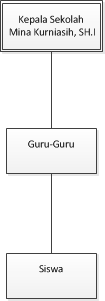 Kepala Sekolah
Mina Kurniasih, SH.I
Guru-Guru
Siswa